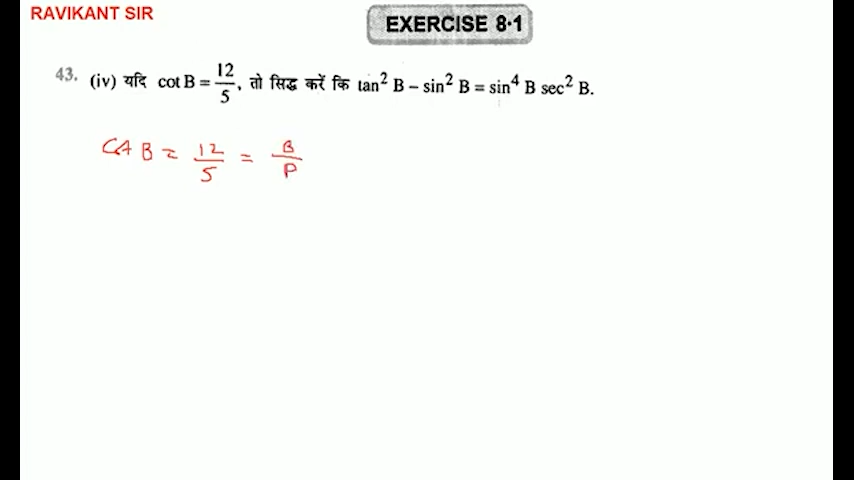 RAVIKANT SIR
EXERCISE 8·1
43. (iv) यदि cot B = 12/5, तो सिद्ध करें कि tan² B – sin² B = sin⁴ B sec² B.
Cot B = 12/5 = B/P